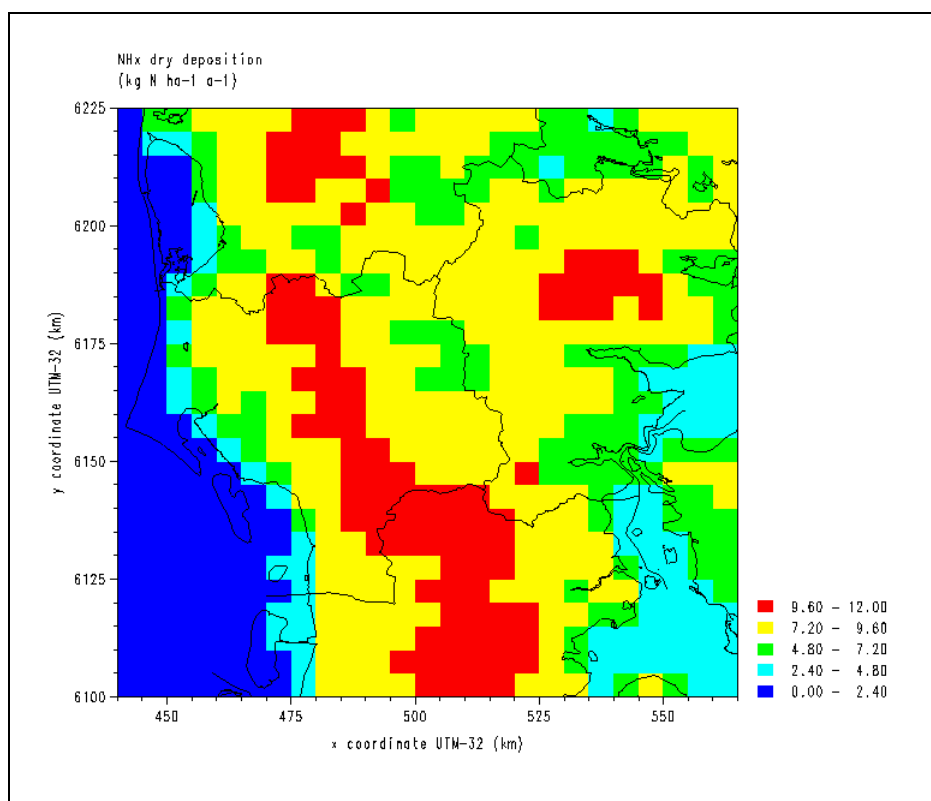 NHx dry deposition
(kg N ha-1 a-1)
6225
6200
6175
6150
6125
6100
y coordinate UTM-32 (km)
450 475 500 525 550
x coordinate UTM-32 (km)
9.60 - 12.00
7.20 - 9.60
4.80 - 7.20
2.40 - 4.80
0.00 - 2.40